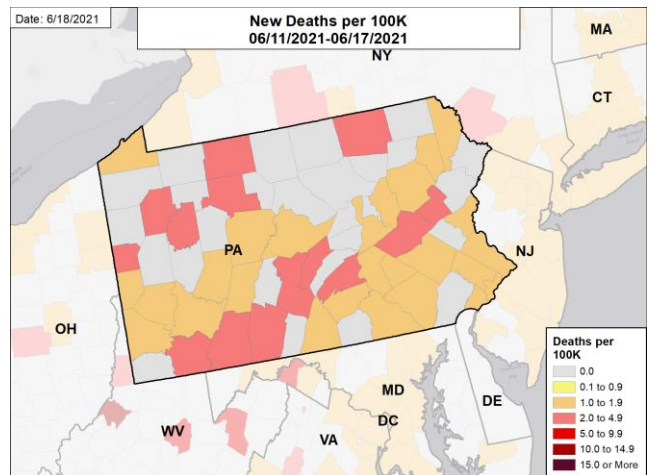 Date: 6/18/2021
New Deaths per 100K
06/11/2021-06/17/2021
NY
MA
CT
PA
NJ
OH
MD
DE
DC
WV
VA
Deaths per
100K
0.0
0.1 to 0.9
1.0 to 1.9
2.0 to 4.9
5.0 to 9.9
10.0 to 14.9
15.0 or More